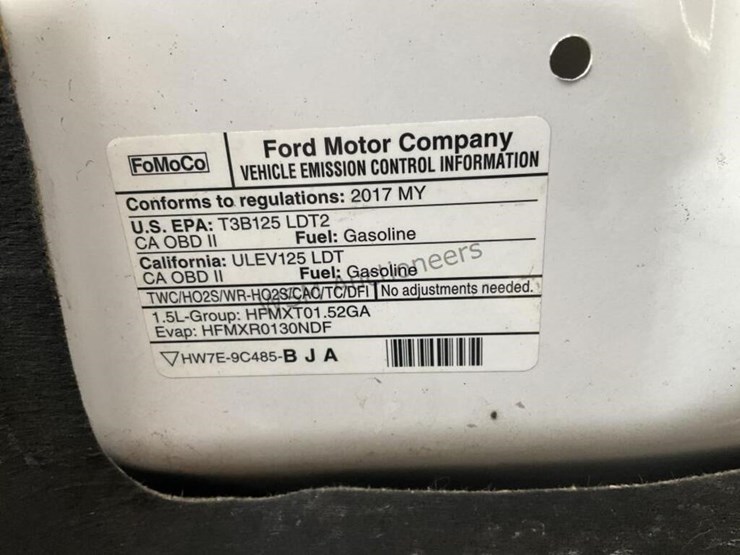 FoMoCo
Ford Motor Company
VEHICLE EMISSION CONTROL INFORMATION
Conforms to regulations: 2017 MY
U.S. EPA: T3B125 LDT2
CA OBD II Fuel: Gasoline
California: ULEV125 LDT
CA OBD II Fuel: Gasoline
TWC/HO2S/WR-HO2S/CAC/TC/DFI No adjustments needed.
1.5L-Group: HFMXT01.52GA
Evap: HFMXR0130NDF
HW7E-9C485-B J A